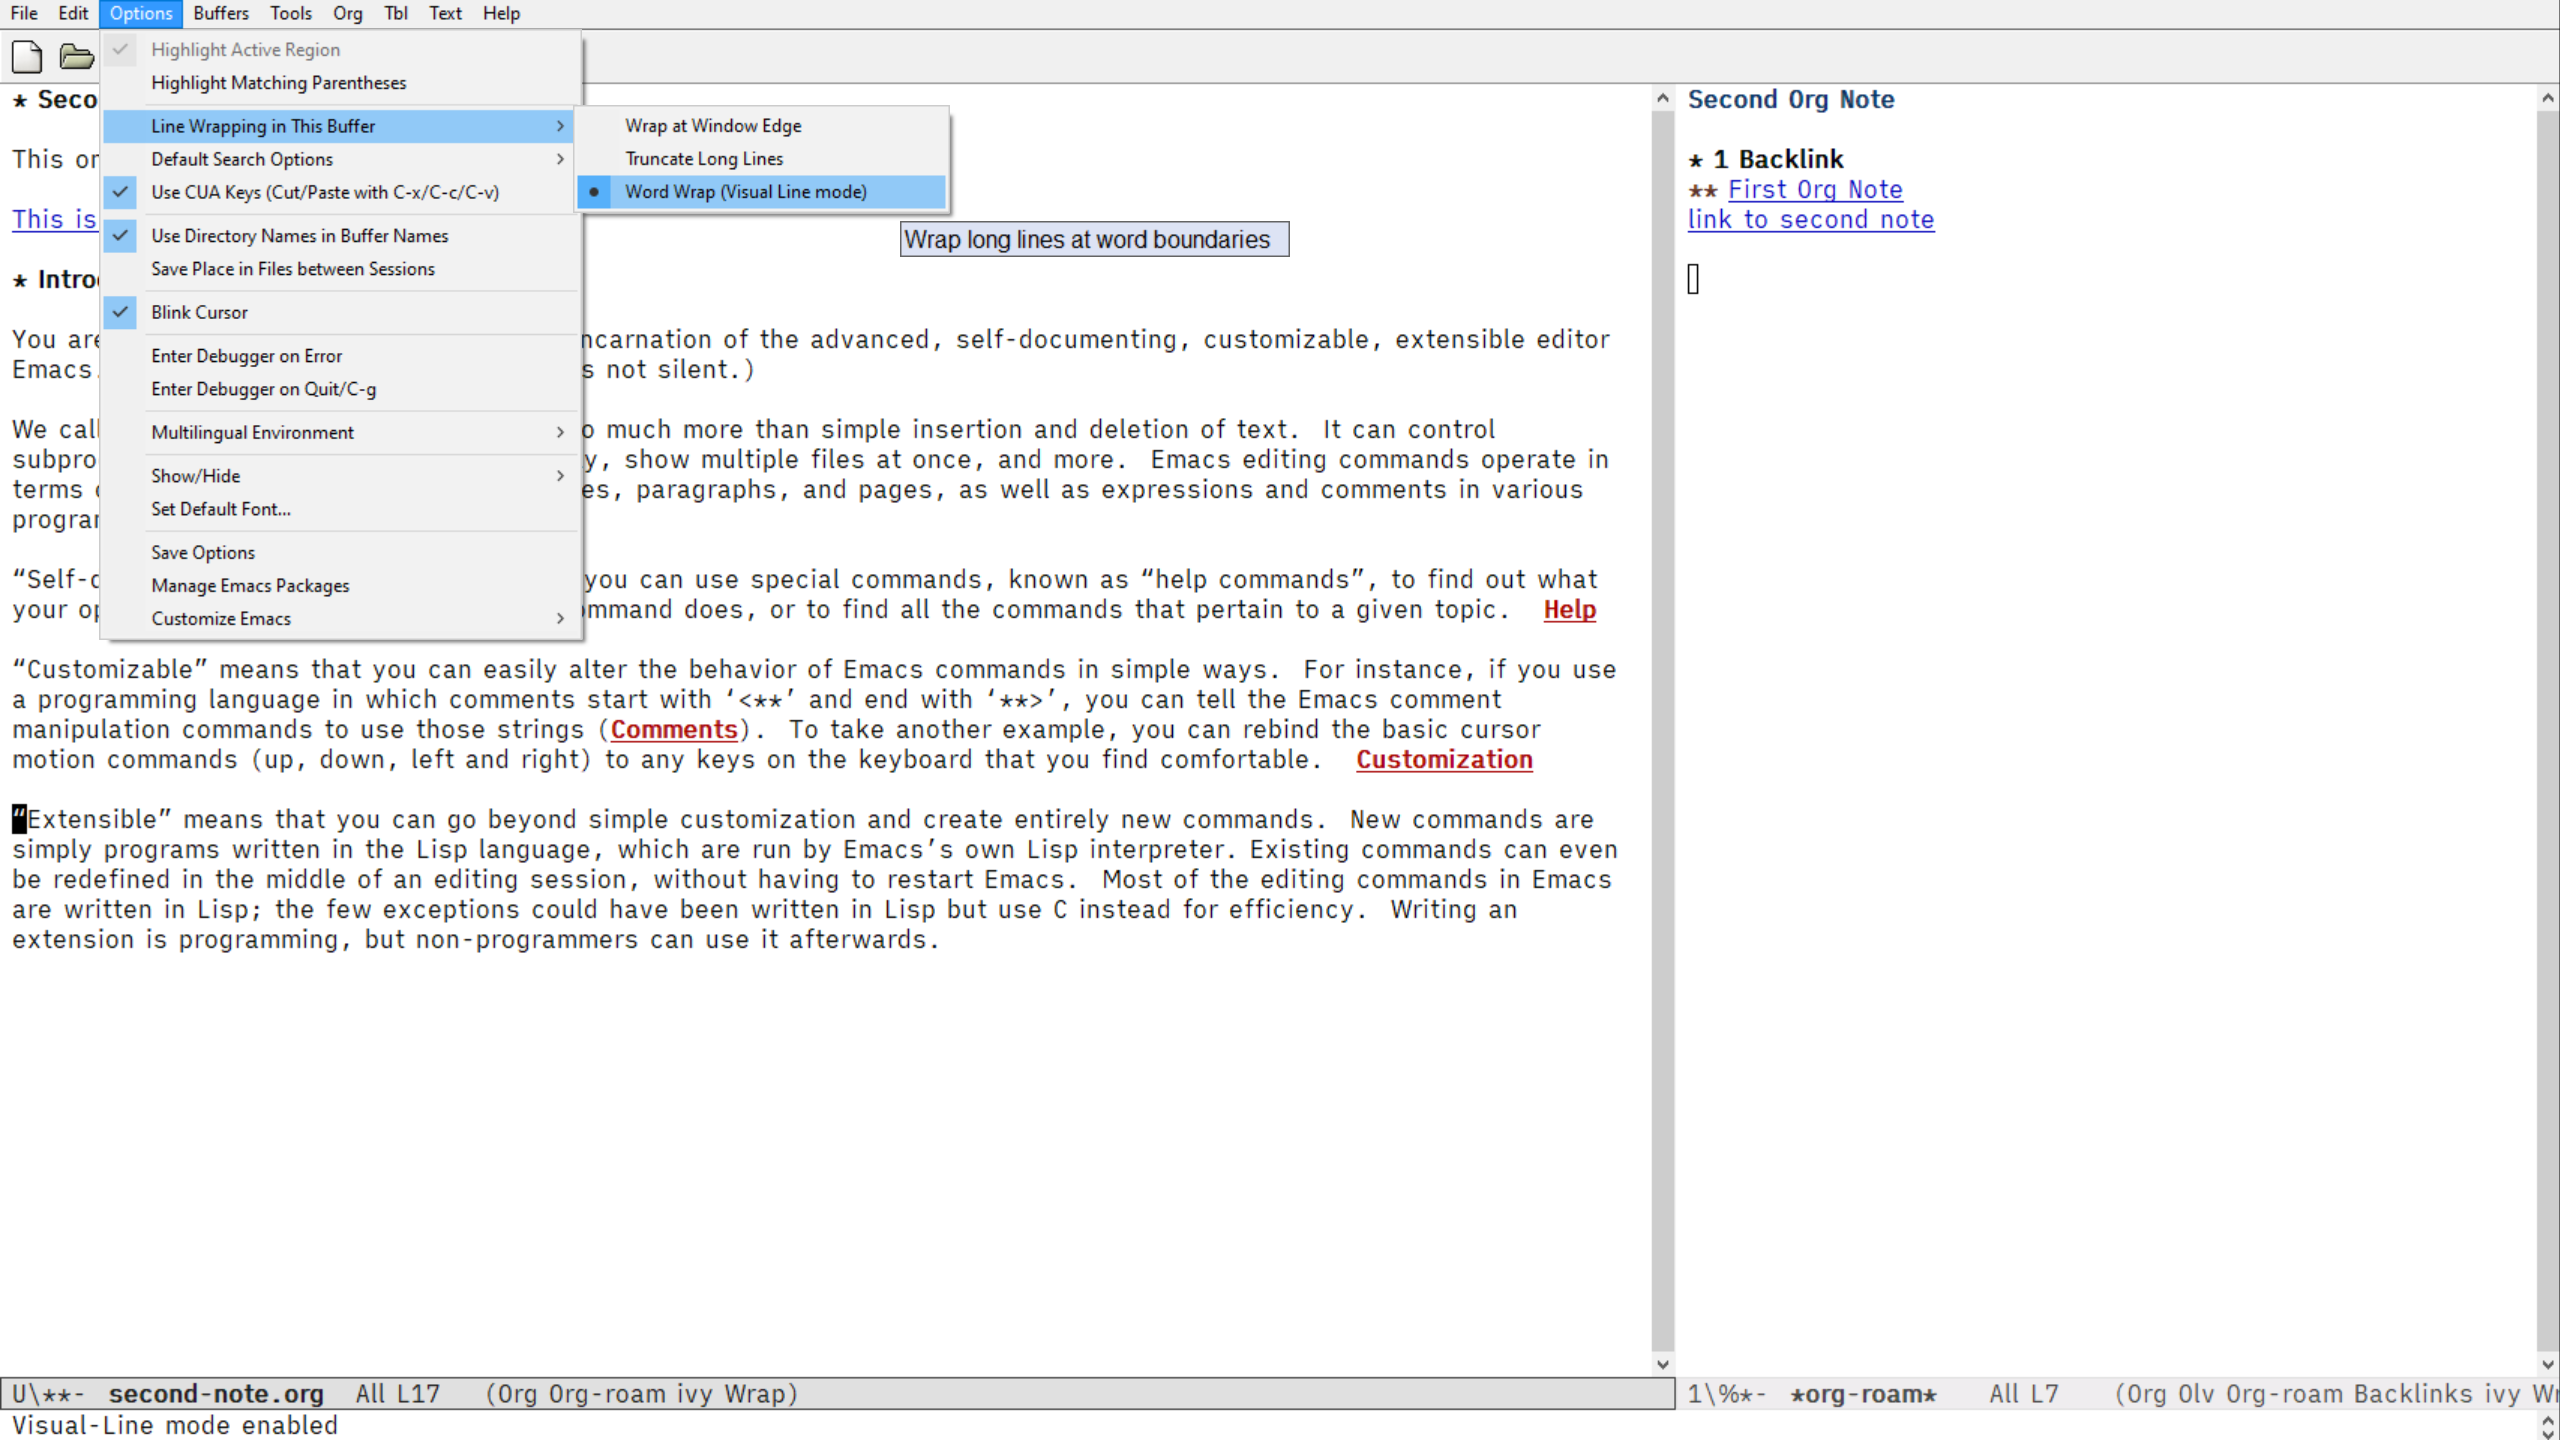 File Edit Options Buffers Tools Org Tbl Text Help
Highlight Active Region
Highlight Matching Parentheses
Line Wrapping in This Buffer
Default Search Options
Use CUA Keys (Cut/Paste with C-x/C-c/C-v)
Use Directory Names in Buffer Names
Save Place in Files between Sessions
Blink Cursor
Enter Debugger on Error
Enter Debugger on Quit/C-g
Multilingual Environment
Show/Hide
Set Default Font...
Save Options
Manage Emacs Packages
Customize Emacs
Wrap at Window Edge
Truncate Long Lines
Word Wrap (Visual Line mode)
Wrap long lines at word boundaries
* Seco
This or
This is
* Intro
You are ncarnation of the advanced, self-documenting, customizable, extensible editor
Emacs. s not silent.)
We call o much more than simple insertion and deletion of text.  It can control
subpro y, show multiple files at once, and more.  Emacs editing commands operate in
terms es, paragraphs, and pages, as well as expressions and comments in various
program
“Self-d you can use special commands, known as “help commands”, to find out what
your op mmand does, or to find all the commands that pertain to a given topic.  Help
“Customizable” means that you can easily alter the behavior of Emacs commands in simple ways.  For instance, if you use
a programming language in which comments start with ‘<**’ and end with ‘**>’, you can tell the Emacs comment
manipulation commands to use those strings (Comments).  To take another example, you can rebind the basic cursor
motion commands (up, down, left and right) to any keys on the keyboard that you find comfortable.  Customization
“Extensible” means that you can go beyond simple customization and create entirely new commands.  New commands are
simply programs written in the Lisp language, which are run by Emacs’s own Lisp interpreter. Existing commands can even
be redefined in the middle of an editing session, without having to restart Emacs.  Most of the editing commands in Emacs
are written in Lisp; the few exceptions could have been written in Lisp but use C instead for efficiency.  Writing an
extension is programming, but non-programmers can use it afterwards.
Second Org Note
* 1 Backlink
** First Org Note
link to second note
U\**-  second-note.org  All L17  (Org Org-roam ivy Wrap)
1\%*-  *org-roam*  All L7  (Org Olv Org-roam Backlinks ivy Wr
Visual-Line mode enabled